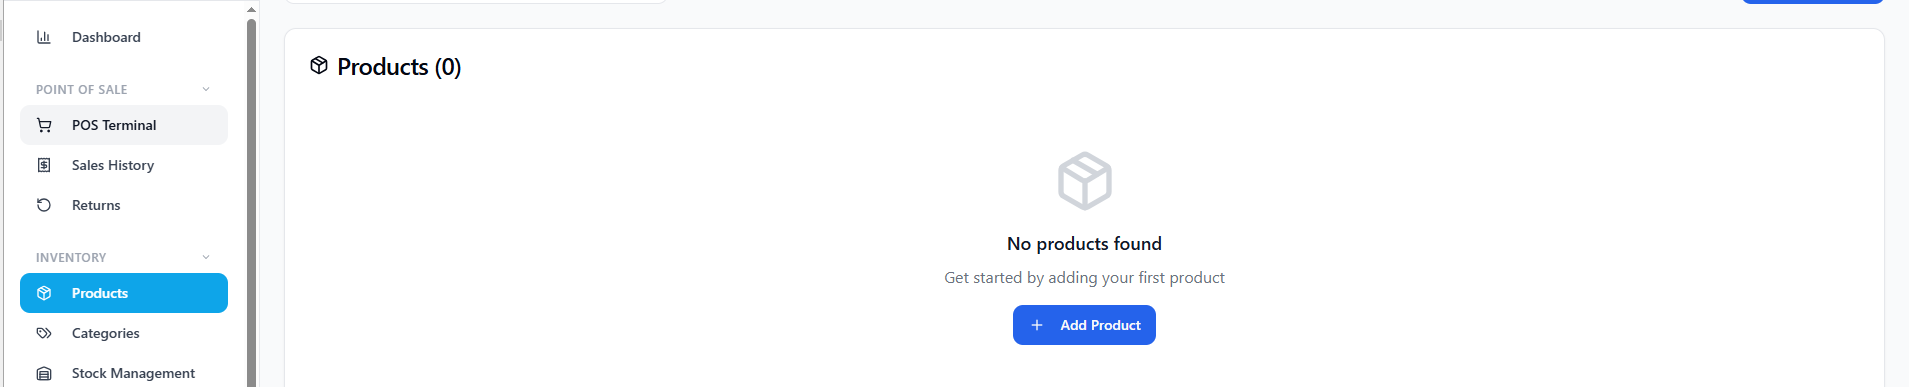 Dashboard
POINT OF SALE
POS Terminal
Sales History
Returns
INVENTORY
Products
Categories
Stock Management
Products (0)
No products found
Get started by adding your first product
Add Product